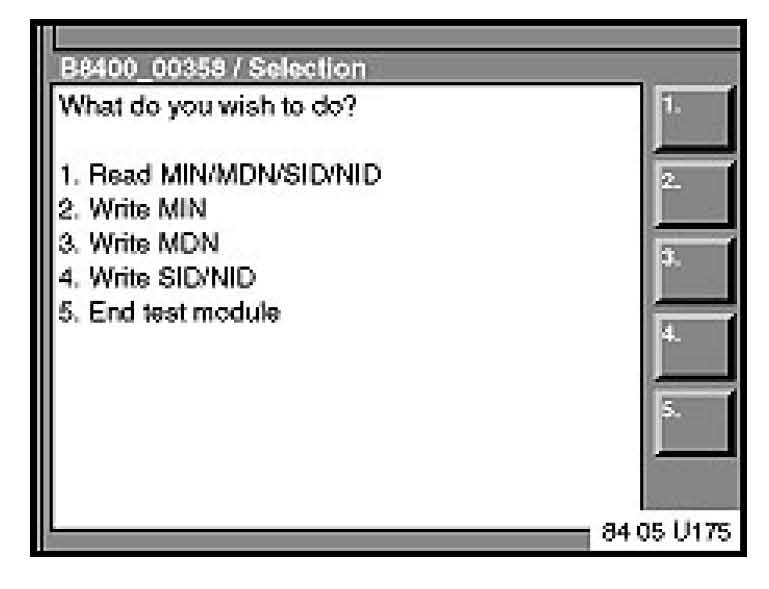 B8400_00358 / Selection
What do you wish to do?
1. Read MIN/MDN/SID/NID
2. Write MIN
3. Write MDN
4. Write SID/NID
5. End test module
1.
2.
3.
4.
5.
84 05 U175